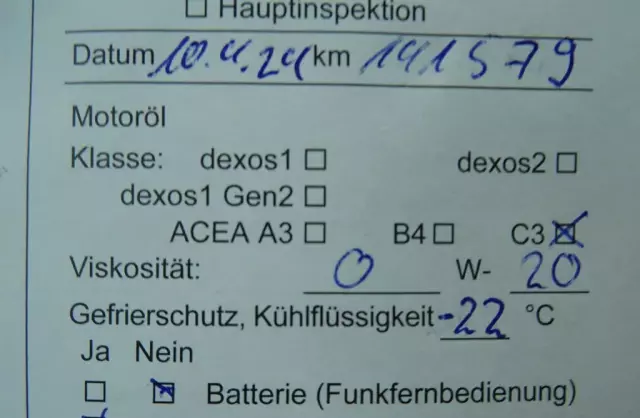 ☐ Hauptinspektion
Datum 10.4.24 km 141579
Motoröl
Klasse: dexos1 ☐ dexos2 ☐
dexos1 Gen2 ☐
ACEA A3 ☐ B4 ☐ C3 ☒
Viskosität: 0 W- 20
Gefrierschutz, Kühlflüssigkeit -22 °C
Ja Nein
☐ ☒ Batterie (Funkfernbedienung)